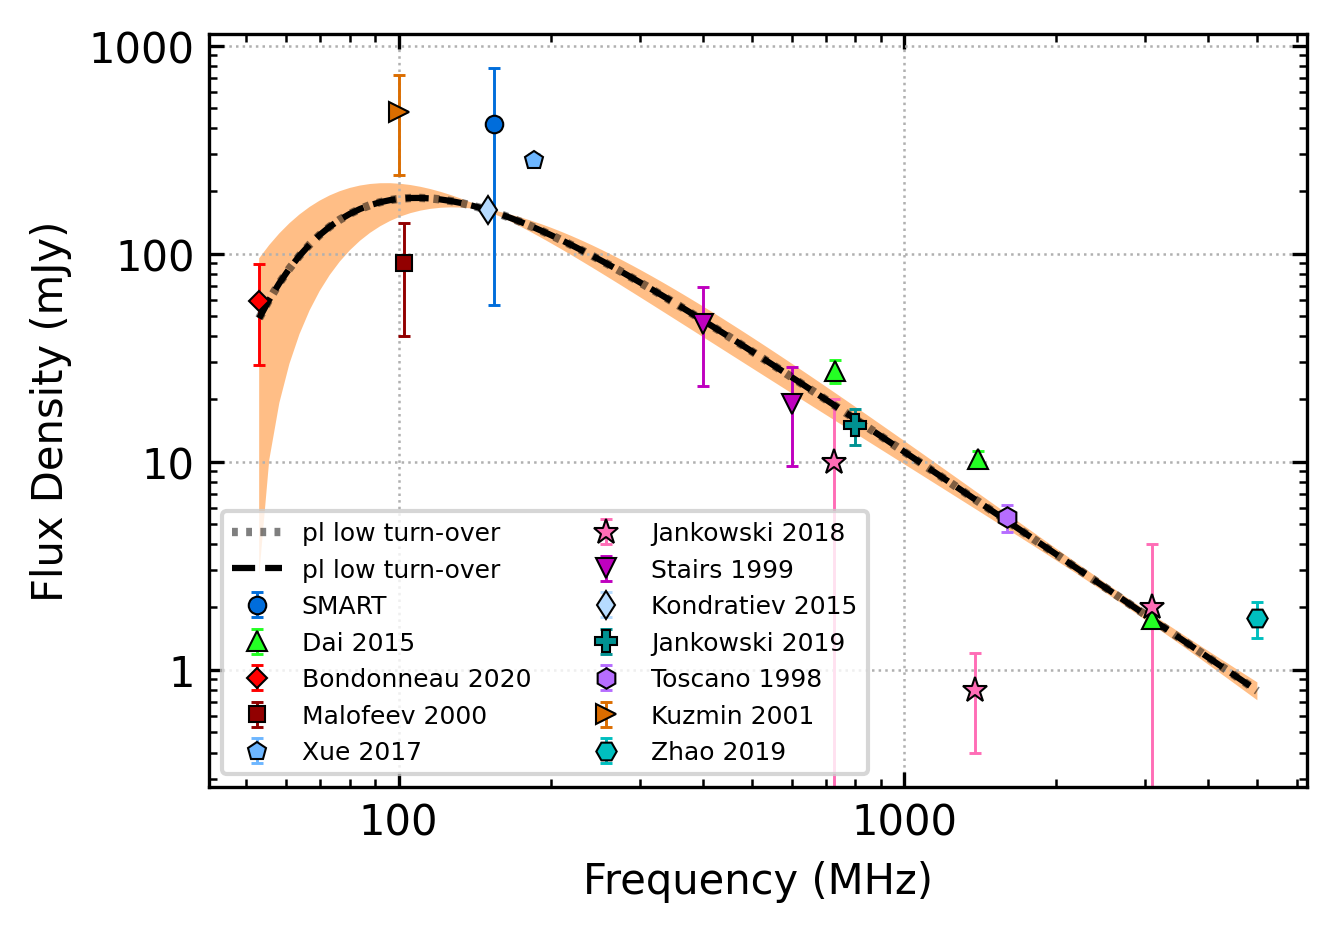 1000
100
10
1
Flux Density (mJy)
pl low turn-over
pl low turn-over
SMART
Dai 2015
Bondonneau 2020
Malofeev 2000
Xue 2017
Jankowski 2018
Stairs 1999
Kondratiev 2015
Jankowski 2019
Toscano 1998
Kuzmin 2001
Zhao 2019
100
1000
Frequency (MHz)